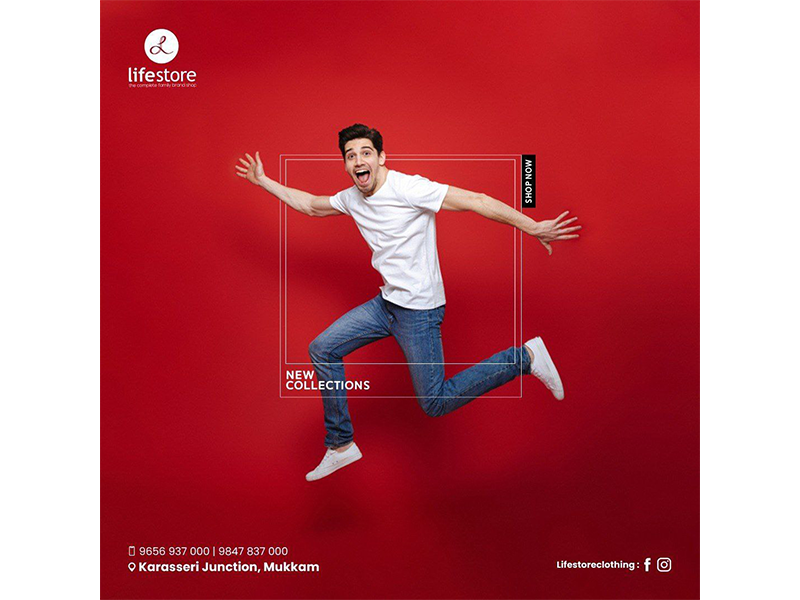 lifestore
the complete family brand shop
SHOP NOW
NEW
COLLECTIONS
9656 937 000 | 9847 837 000
Karasseri Junction, Mukkam
Lifestoreclothing :